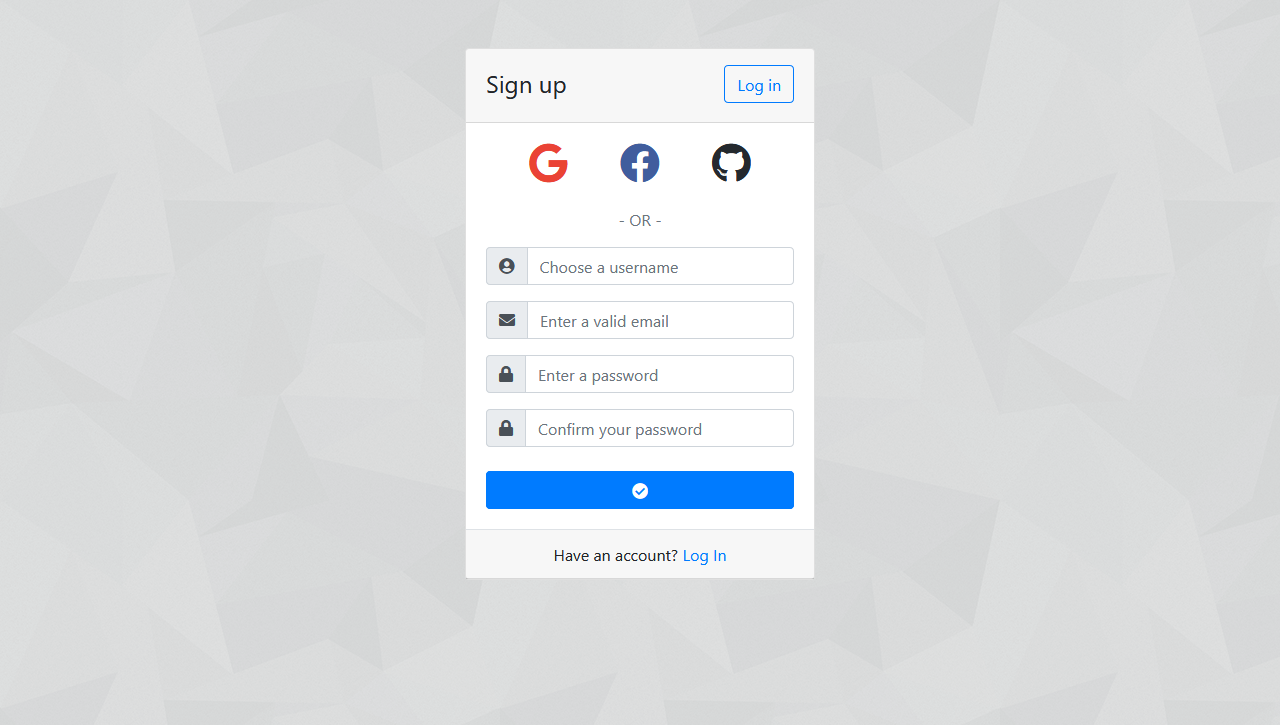 Sign up
Log in
- OR -
Choose a username
Enter a valid email
Enter a password
Confirm your password
Have an account? Log In